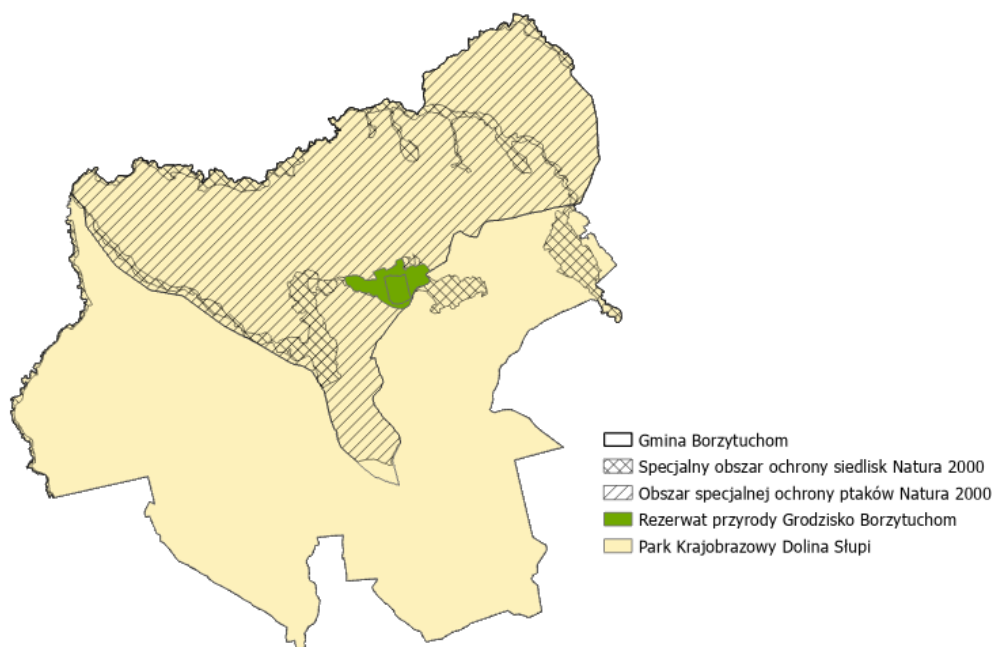 Gmina Borzytuchom
Specjalny obszar ochrony siedlisk Natura 2000
Obszar specjalnej ochrony ptaków Natura 2000
Rezerwat przyrody Grodzisko Borzytuchom
Park Krajobrazowy Dolina Słupi